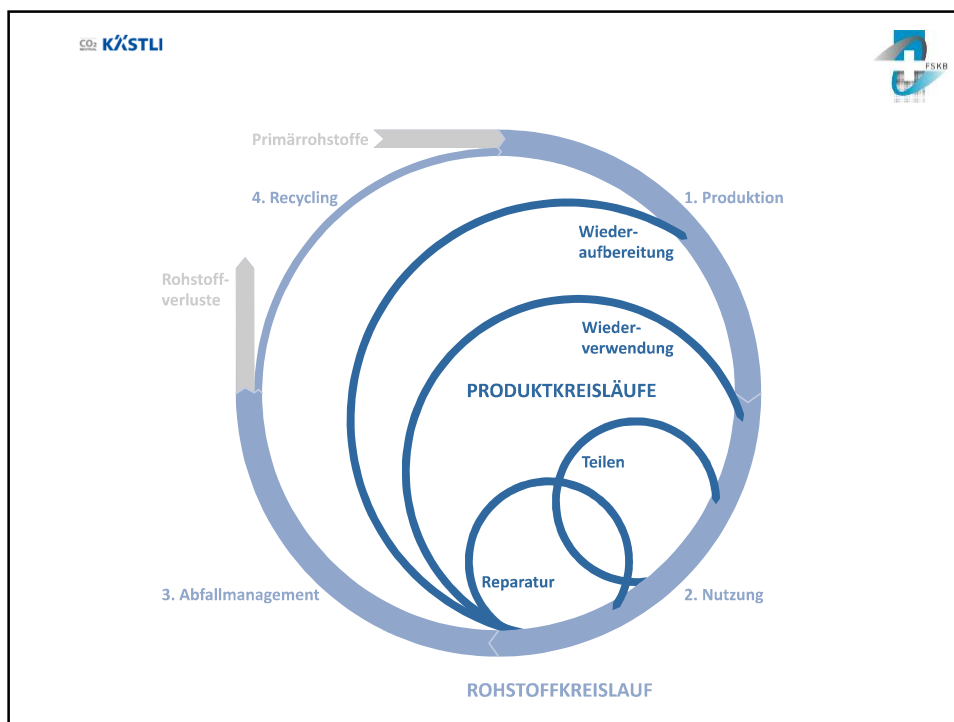 CO₂ KÄSTLI
FSKB
Primärrohstoffe
4. Recycling
1. Produktion
Wieder-
aufbereitung
Rohstoff-
verluste
Wieder-
verwendung
PRODUKTKREISLÄUFE
Teilen
Reparatur
3. Abfallmanagement
2. Nutzung
ROHSTOFFKREISLAUF